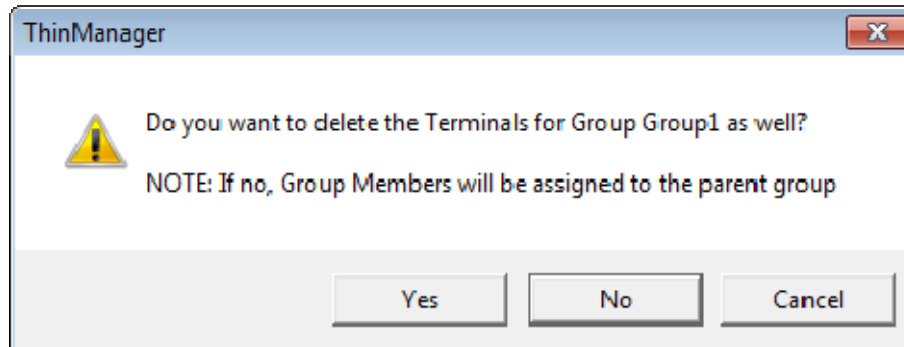 ThinManager
Do you want to delete the Terminals for Group Group1 as well?
NOTE: If no, Group Members will be assigned to the parent group
Yes No Cancel